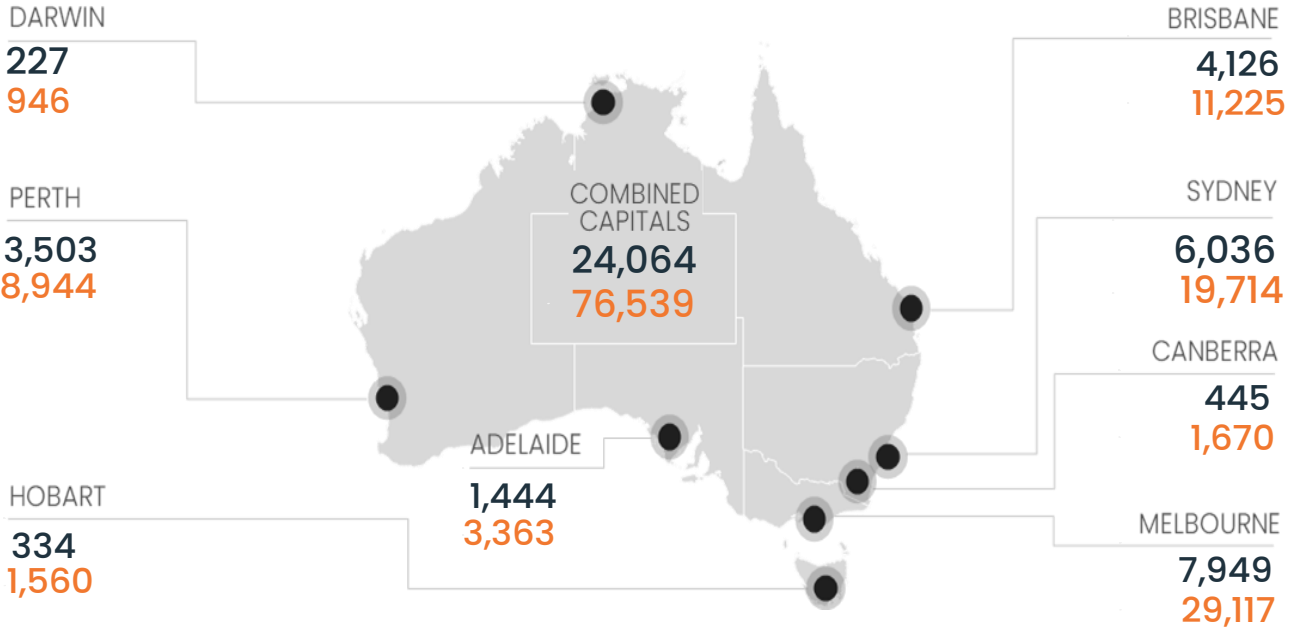 DARWIN
227
946
PERTH
3,503
8,944
HOBART
334
1,560
ADELAIDE
1,444
3,363
COMBINED
CAPITALS
24,064
76,539
BRISBANE
4,126
11,225
SYDNEY
6,036
19,714
CANBERRA
445
1,670
MELBOURNE
7,949
29,117